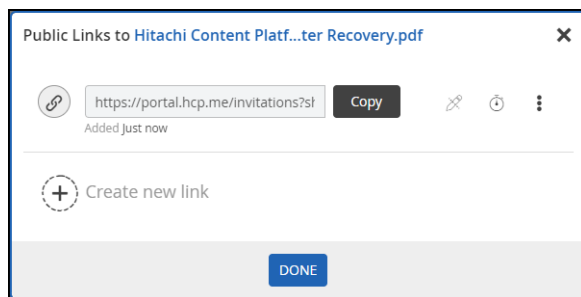 Public Links to Hitachi Content Platf...ter Recovery.pdf
https://portal.hcp.me/invitations?sh
Copy
Added Just now
Create new link
DONE